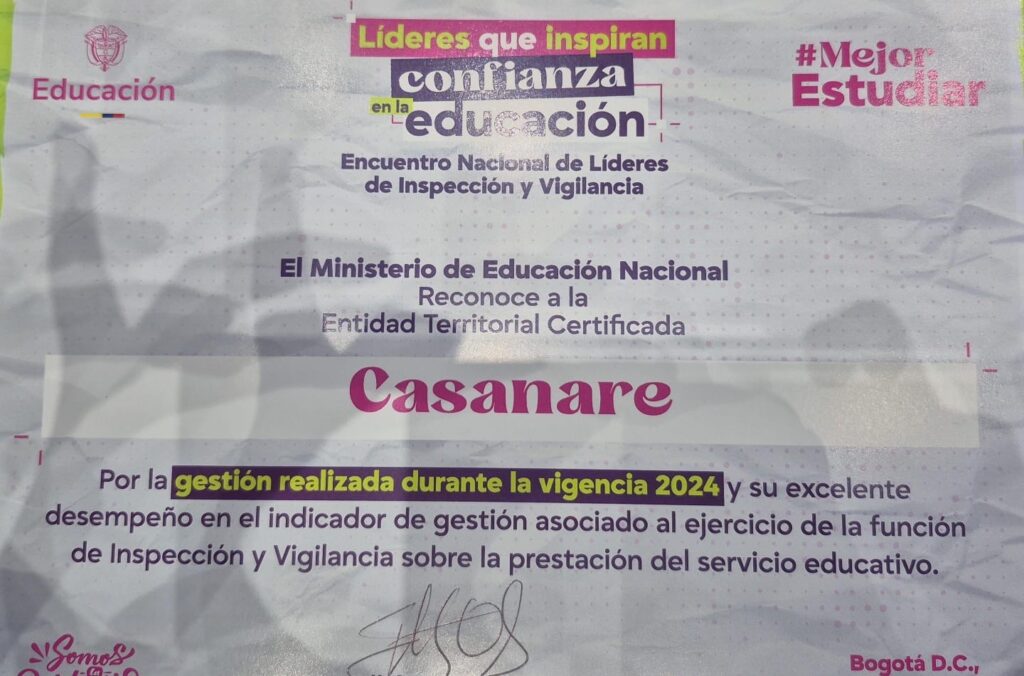 Educación
Líderes que inspiran
confianza
en la
educación
#Mejor
Estudiar
Encuentro Nacional de Líderes
de Inspección y Vigilancia
El Ministerio de Educación Nacional
Reconoce a la
Entidad Territorial Certificada
Casanare
Por la gestión realizada durante la vigencia 2024 y su excelente
desempeño en el indicador de gestión asociado al ejercicio de la función
de Inspección y Vigilancia sobre la prestación del servicio educativo.
Somos
Bogotá D.C.,